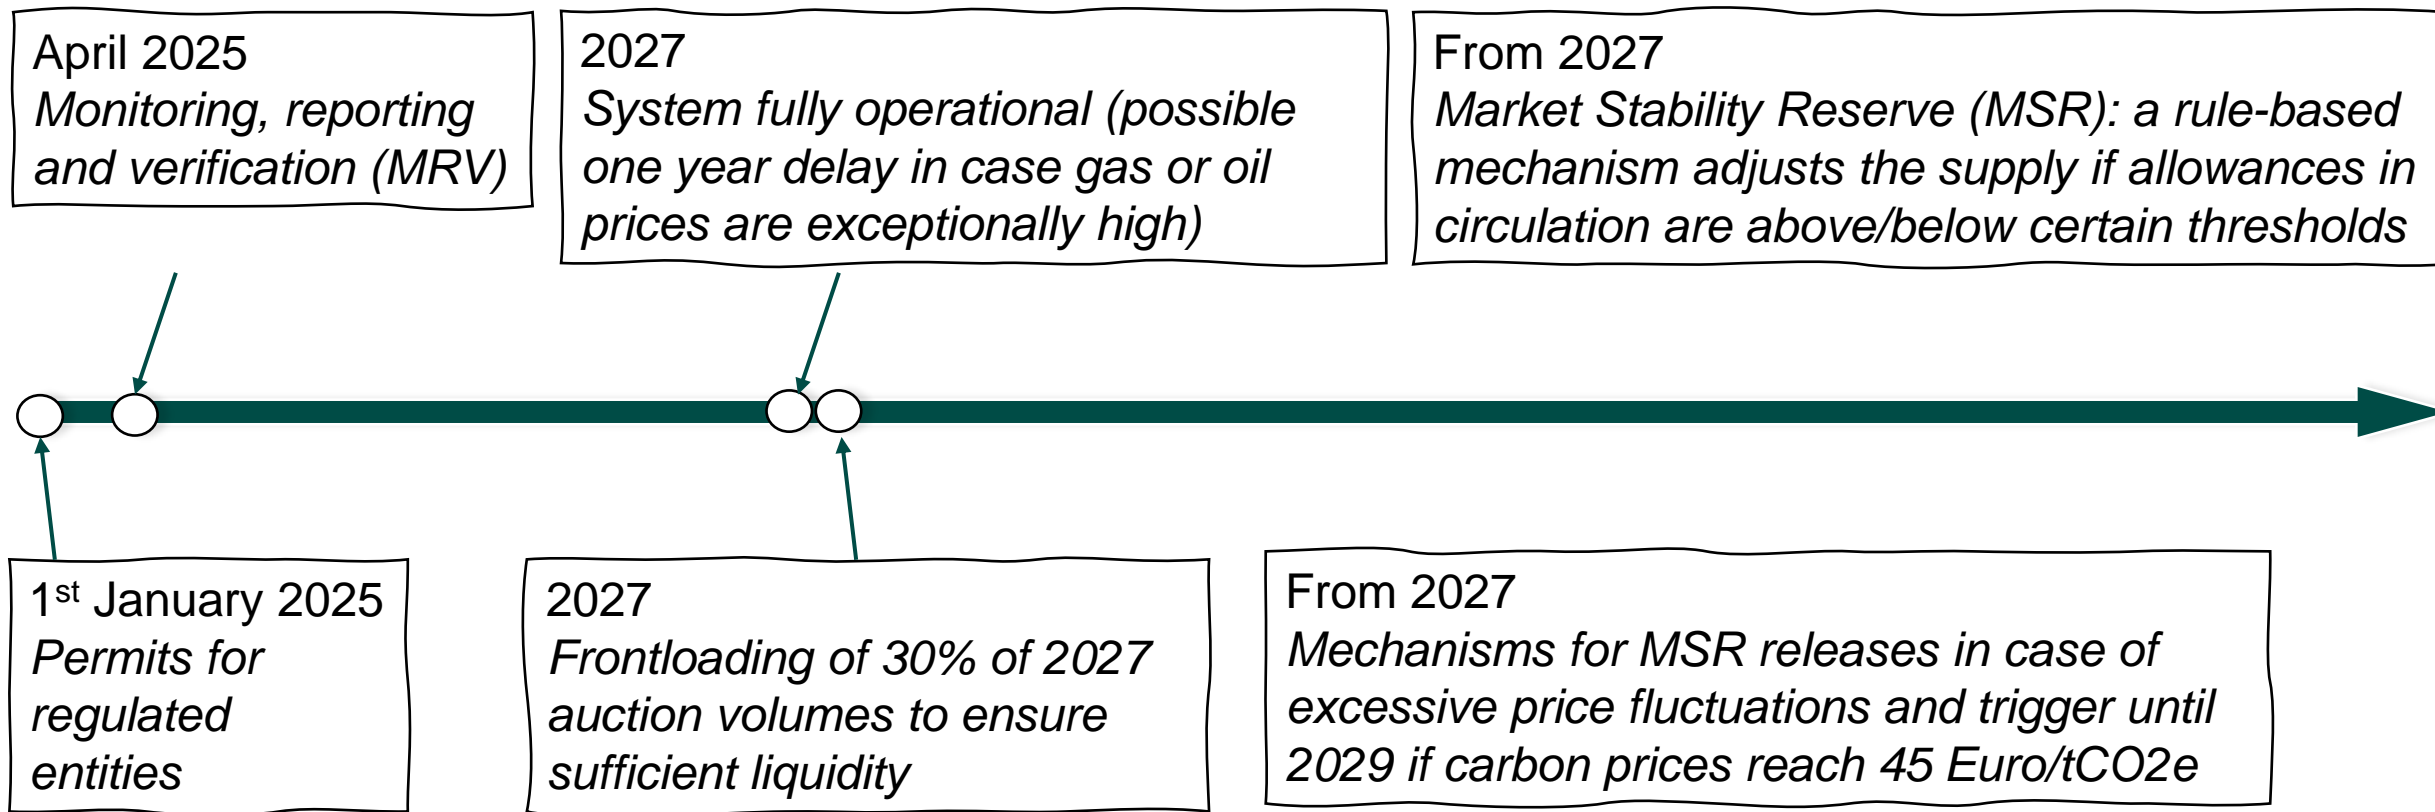 April 2025
Monitoring, reporting
and verification (MRV)
2027
System fully operational (possible
one year delay in case gas or oil
prices are exceptionally high)
From 2027
Market Stability Reserve (MSR): a rule-based
mechanism adjusts the supply if allowances in
circulation are above/below certain thresholds
1st January 2025
Permits for
regulated
entities
2027
Frontloading of 30% of 2027
auction volumes to ensure
sufficient liquidity
From 2027
Mechanisms for MSR releases in case of
excessive price fluctuations and trigger until
2029 if carbon prices reach 45 Euro/tCO2e